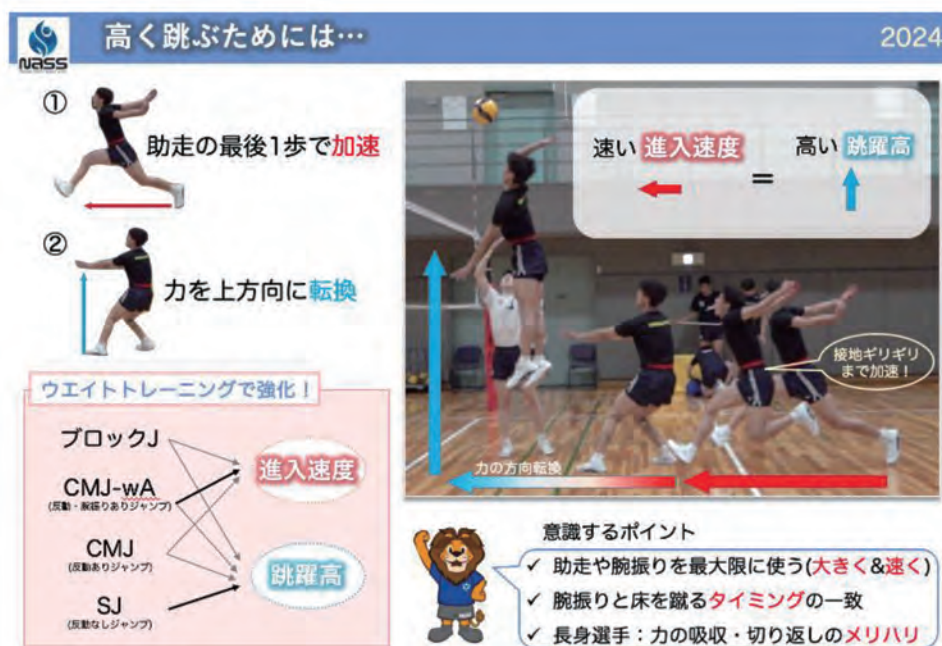 NASS
高く跳ぶためには…
2024
①
助走の最後1歩で加速
②
力を上方向に転換
速い 進入速度 = 高い 跳躍高
接地ギリギリ
まで加速！
力の方向転換
ウエイトトレーニングで強化！
ブロックJ
CMJ-wA
(反動・腕振りありジャンプ)
CMJ
(反動ありジャンプ)
SJ
(反動なしジャンプ)
進入速度
跳躍高
意識するポイント
✓ 助走や腕振りを最大限に使う(大きく&速く)
✓ 腕振りと床を蹴るタイミングの一致
✓ 長身選手：力の吸収・切り返しのメリハリ